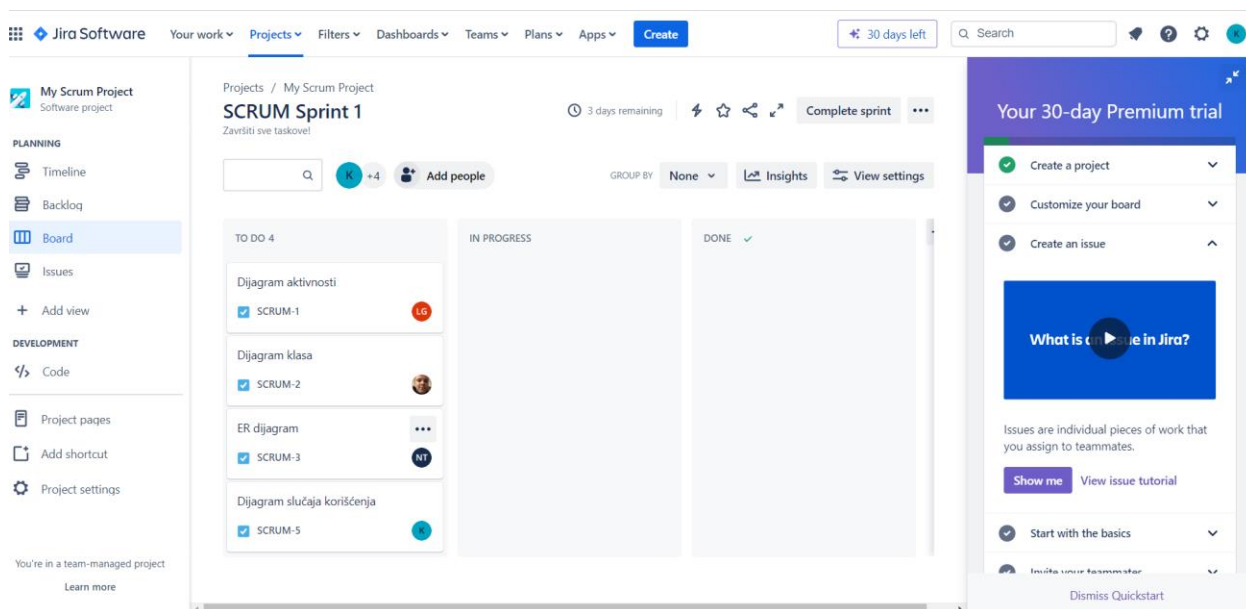 Jira Software
Your work
Projects
Filters
Dashboards
Teams
Plans
Apps
Create
30 days left
Search
K
My Scrum Project
Software project
PLANNING
Timeline
Backlog
Board
Issues
Add view
DEVELOPMENT
Code
Project pages
Add shortcut
Project settings
You're in a team-managed project
Learn more
Projects / My Scrum Project
SCRUM Sprint 1
Završiti sve taskove!
3 days remaining
Complete sprint
K
+4
Add people
GROUP BY
None
Insights
View settings
TO DO 4
Dijagram aktivnosti
SCRUM-1
LG
Dijagram klasa
SCRUM-2
ER dijagram
SCRUM-3
NT
Dijagram slučaja korišćenja
SCRUM-5
K
IN PROGRESS
DONE
Your 30-day Premium trial
Create a project
Customize your board
Create an issue
What is an issue in Jira?
Issues are individual pieces of work that
you assign to teammates.
Show me
View issue tutorial
Start with the basics
Invite your teammates
Dismiss Quickstart